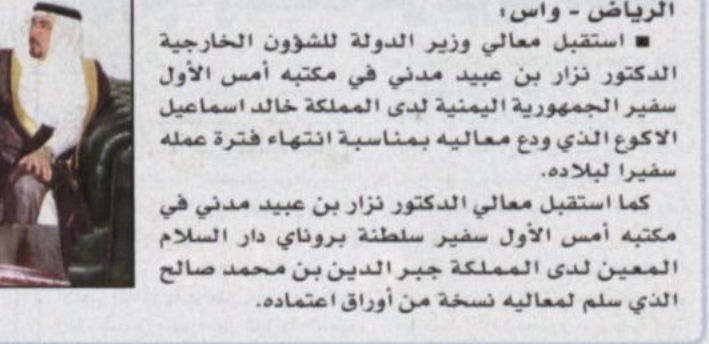 الرياض - واس:
■ استقبل معالي وزير الدولة للشؤون الخارجية
الدكتور نزار بن عبيد مدني في مكتبه أمس الأول
سفير الجمهورية اليمنية لدى المملكة خالد اسماعيل
الاكوع الذي ودع معاليه بمناسبة انتهاء فترة عمله
سفيرا لبلاده.
كما استقبل معالي الدكتور نزار بن عبيد مدني في
مكتبه أمس الأول سفير سلطنة بروناي دار السلام
المعين لدى المملكة جبر الدين بن محمد صالح
الذي سلم لمعاليه نسخة من أوراق اعتماده.